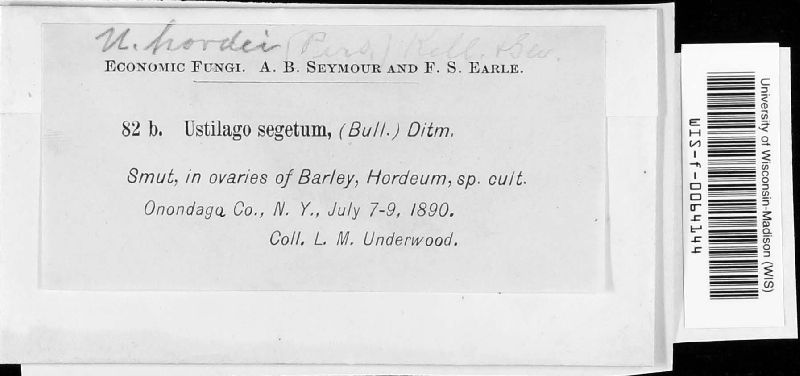 U. hordei (Pers.) Kell. & Sw.
ECONOMIC FUNGI. A. B. SEYMOUR AND F. S. EARLE.
82 b. Ustilago segetum, (Bull.) Ditm.
Smut, in ovaries of Barley, Hordeum, sp. cult.
Onondaga Co., N. Y., July 7-9, 1890.
Coll. L. M. Underwood.
University of Wisconsin-Madison (WIS)
WIS-f-0064144